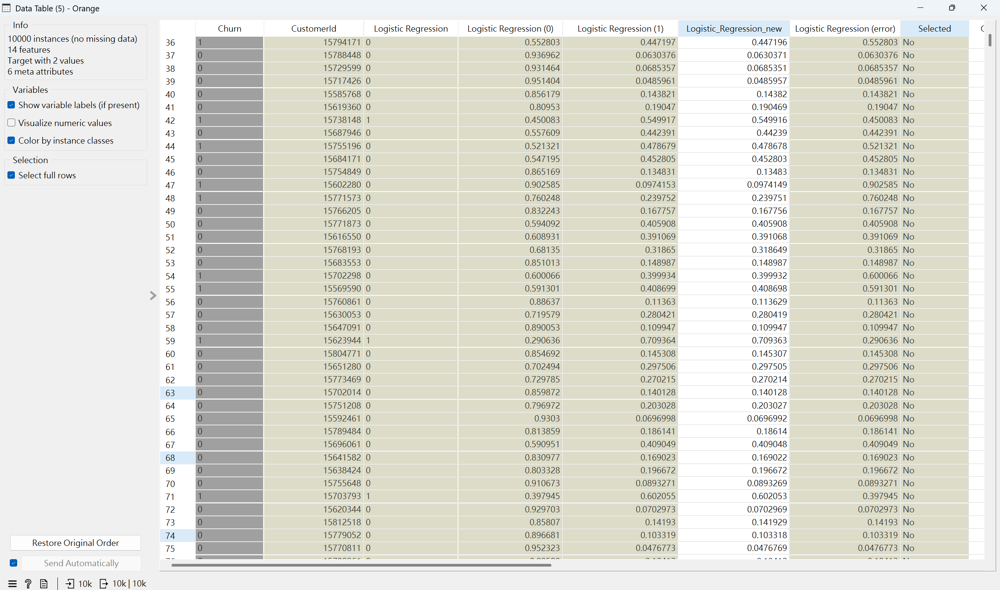 Data Table (5) - Orange
Info
10000 instances (no missing data)
14 features
Target with 2 values
6 meta attributes
Variables
Show variable labels (if present)
Visualize numeric values
Color by instance classes
Selection
Select full rows
Churn CustomerId Logistic Regression Logistic Regression (0) Logistic Regression (1) Logistic_Regression_new Logistic Regression (error) Selected
36 1 15794171 0 0.552803 0.447197 0.447196 0.552803 No
37 0 15788448 0 0.936962 0.0630376 0.0630371 0.0630376 No
38 0 15729599 0 0.931464 0.0685357 0.0685351 0.0685357 No
39 0 15717426 0 0.951404 0.0485961 0.0485957 0.0485961 No
40 0 15585768 0 0.856179 0.143821 0.14382 0.143821 No
41 0 15619360 0 0.80953 0.19047 0.190469 0.19047 No
42 1 15738148 1 0.450083 0.549917 0.549916 0.450083 No
43 0 15687946 0 0.557609 0.442391 0.44239 0.442391 No
44 1 15755196 0 0.521321 0.478679 0.478678 0.521321 No
45 0 15684171 0 0.547195 0.452805 0.452803 0.452805 No
46 0 15754849 0 0.865169 0.134831 0.13483 0.134831 No
47 1 15602280 0 0.902585 0.0974153 0.0974149 0.902585 No
48 1 15771573 0 0.760248 0.239752 0.239751 0.760248 No
49 0 15766205 0 0.832243 0.167757 0.167756 0.167757 No
50 0 15771873 0 0.594092 0.405908 0.405908 0.405908 No
51 0 15616550 0 0.608931 0.391069 0.391068 0.391069 No
52 0 15768193 0 0.68135 0.31865 0.318649 0.31865 No
53 0 15683553 0 0.851013 0.148987 0.148987 0.148987 No
54 1 15702298 0 0.600066 0.399934 0.399932 0.600066 No
55 1 15569590 0 0.591301 0.408699 0.408698 0.591301 No
56 0 15760861 0 0.88637 0.11363 0.113629 0.11363 No
57 0 15630053 0 0.719579 0.280421 0.280419 0.280421 No
58 0 15647091 0 0.890053 0.109947 0.109947 0.109947 No
59 1 15623944 1 0.290636 0.709364 0.709363 0.290636 No
60 0 15804771 0 0.854692 0.145308 0.145307 0.145308 No
61 0 15651280 0 0.702494 0.297506 0.297505 0.297506 No
62 0 15773469 0 0.729785 0.270215 0.270214 0.270215 No
63 0 15702014 0 0.859872 0.140128 0.140128 0.140128 No
64 0 15751208 0 0.796972 0.203028 0.203027 0.203028 No
65 0 15592461 0 0.9303 0.0696998 0.0696992 0.0696998 No
66 0 15789484 0 0.813859 0.186141 0.18614 0.186141 No
67 0 15696061 0 0.590951 0.409049 0.409048 0.409049 No
68 0 15641582 0 0.830977 0.169023 0.169022 0.169023 No
69 0 15638424 0 0.803328 0.196672 0.196672 0.196672 No
70 0 15755648 0 0.910673 0.0893271 0.0893269 0.0893271 No
71 1 15703793 1 0.397945 0.602055 0.602053 0.397945 No
72 0 15620344 0 0.929703 0.0702973 0.0702969 0.0702973 No
73 0 15812518 0 0.85807 0.14193 0.141929 0.14193 No
74 0 15779052 0 0.896681 0.103319 0.103318 0.103319 No
75 0 15770811 0 0.952323 0.0476773 0.0476769 0.0476773 No
Restore Original Order
Send Automatically
? 10k 10k | 10k